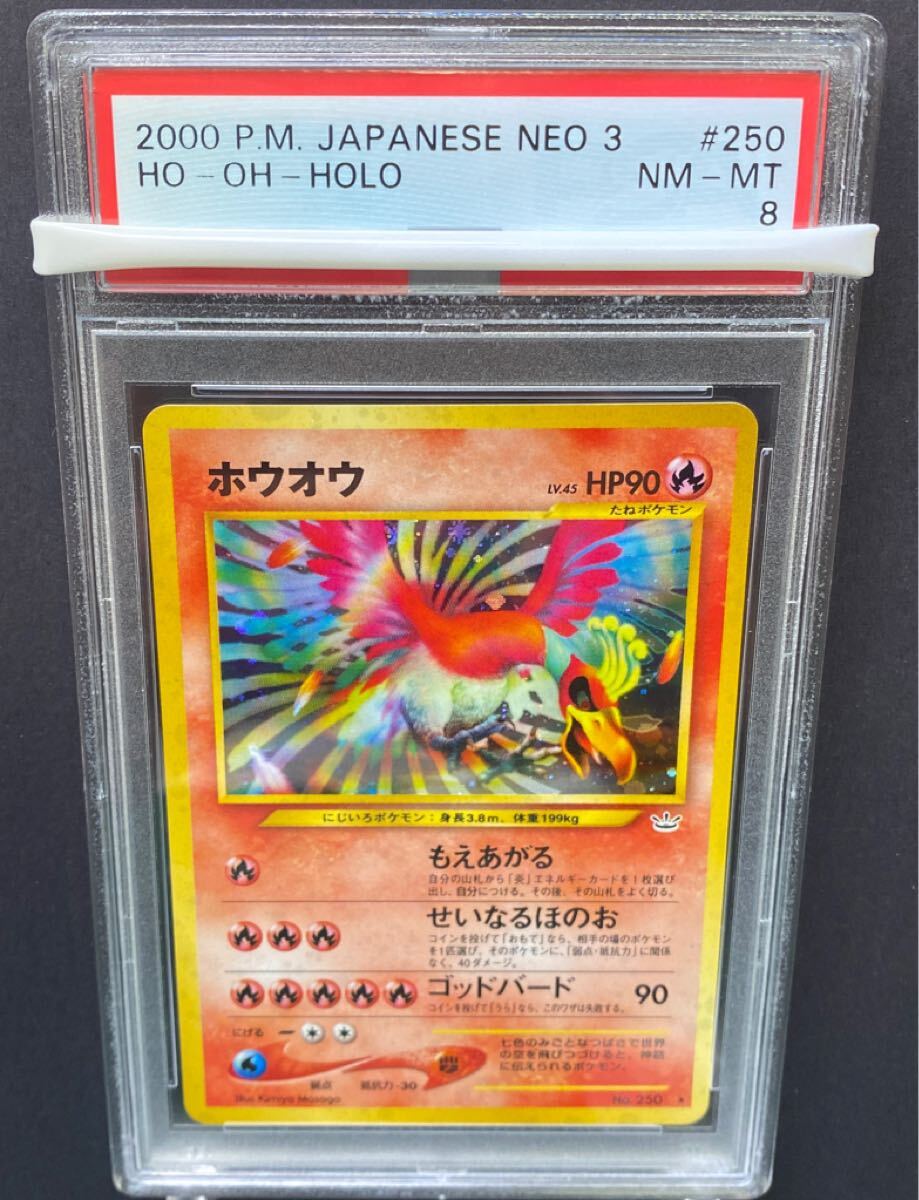 2000 P.M. JAPANESE NEO 3 #250
HO-OH-HOLO NM-MT
8
ホウオウ LV.45 HP90
たねポケモン
にじいろポケモン：身長3.8m、体重199kg
もえあがる
自分の山札から「炎」エネルギーカードを1枚選び
出し、自分につける。その後、その山札をよく切る。
せいなるほのお
コインを投げて「おもて」なら、相手の場のポケモン
を1匹選び、そのポケモンに、「弱点・抵抗力」に関係
なく、40ダメージ。
ゴッドバード 90
コインを投げて「うら」なら、このワザは失敗する。
にげる
七色のみごとなつばさで世界
の空を飛びつづけると、神話
に伝えられるポケモン。
弱点 抵抗力-30
Illus. Kimiya Masago No. 250 ★